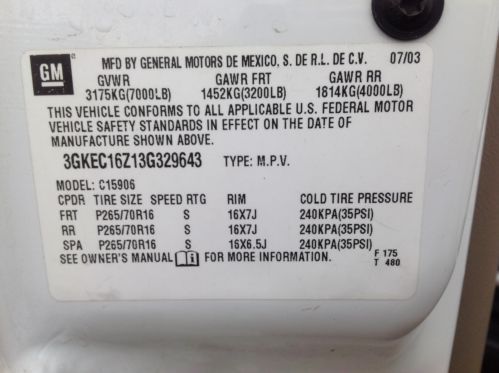 GM
MFD BY GENERAL MOTORS DE MEXICO, S. DE R.L. DE C.V. 07/03
GVWR GAWR FRT GAWR RR
3175KG(7000LB) 1452KG(3200LB) 1814KG(4000LB)
THIS VEHICLE CONFORMS TO ALL APPLICABLE U.S. FEDERAL MOTOR
VEHICLE SAFETY STANDARDS IN EFFECT ON THE DATE OF
MANUFACTURE SHOWN ABOVE.
3GKEC16Z13G329643 TYPE: M.P.V.
MODEL: C15906
CPDR TIRE SIZE SPEED RTG RIM COLD TIRE PRESSURE
FRT P265/70R16 S 16X7J 240KPA(35PSI)
RR P265/70R16 S 16X7J 240KPA(35PSI)
SPA P265/70R16 S 16X6.5J 240KPA(35PSI)
SEE OWNER'S MANUAL FOR MORE INFORMATION. F 175
T 480